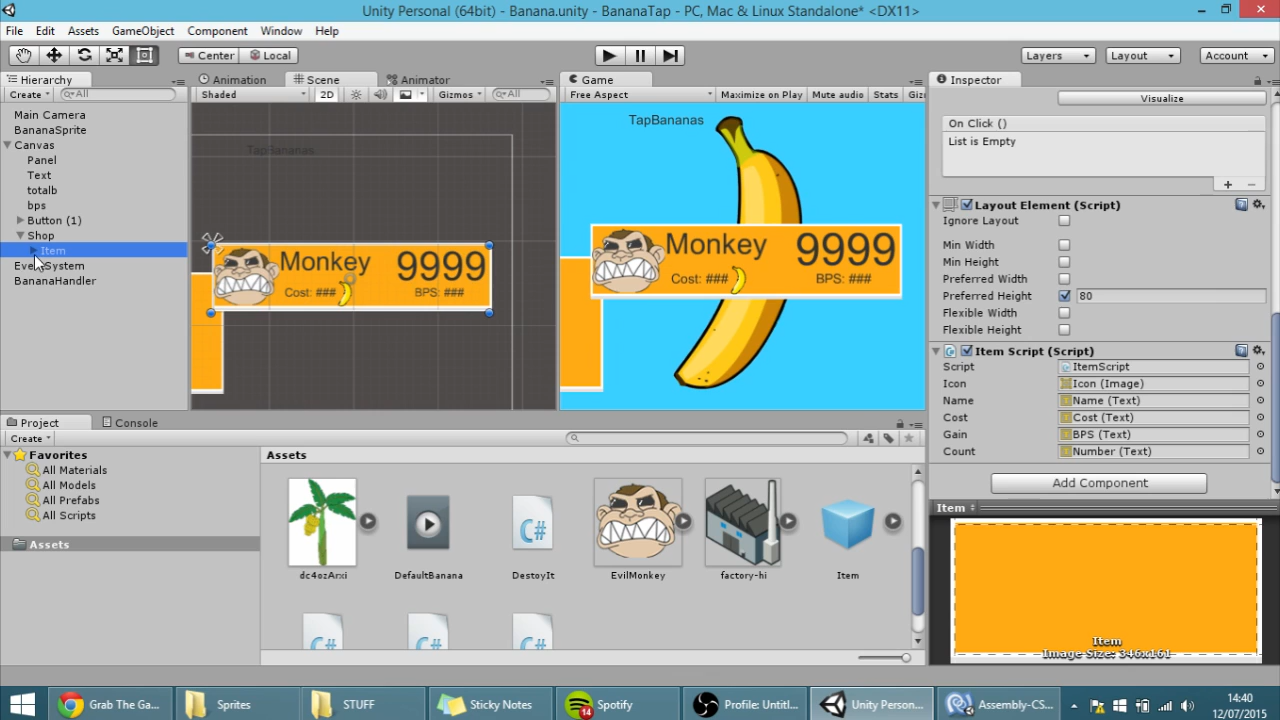 Unity Personal (64bit) - Banana.unity - BananaTap - PC, Mac & Linux Standalone* <DX11>
File Edit Assets GameObject Component Window Help
Center Local Layers Layout Account
Hierarchy
Create All
Main Camera
BananaSprite
Canvas
Panel
Text
totalb
bps
Button (1)
Shop
Item
EventSystem
BananaHandler
Animation Scene Animator
Shaded 2D Gizmos All
TapBananas
Monkey 9999
Cost: ### BPS: ###
Game
Free Aspect Maximize on Play Mute audio Stats Giz
TapBananas
Monkey 9999
Cost: ### BPS: ###
Inspector
Visualize
On Click ()
List is Empty
Layout Element (Script)
Ignore Layout
Min Width
Min Height
Preferred Width
Preferred Height 80
Flexible Width
Flexible Height
Item Script (Script)
Script ItemScript
Icon Icon (Image)
Name Name (Text)
Cost Cost (Text)
Gain BPS (Text)
Count Number (Text)
Add Component
Item
Item
Image Size: 346x161
Project Console
Create
Favorites
All Materials
All Models
All Prefabs
All Scripts
Assets
Assets
dc4ozArxi DefaultBanana DestoyIt EvilMonkey factory-hi Item
C#
C# C# C#
Grab The Ga... Sprites STUFF Sticky Notes Spotify 14 Profile: Untitl... Unity Person... Assembly-CS...
14:40
12/07/2015